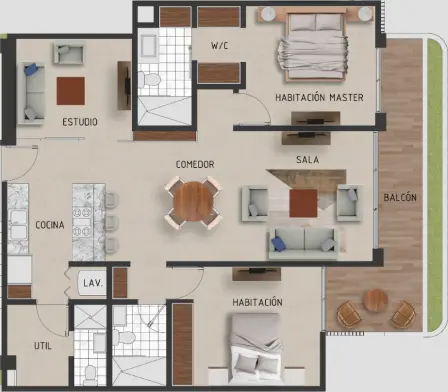 W/C
HABITACIÓN MASTER
ESTUDIO
COMEDOR
SALA
BALCÓN
COCINA
LAV.
HABITACIÓN
UTIL